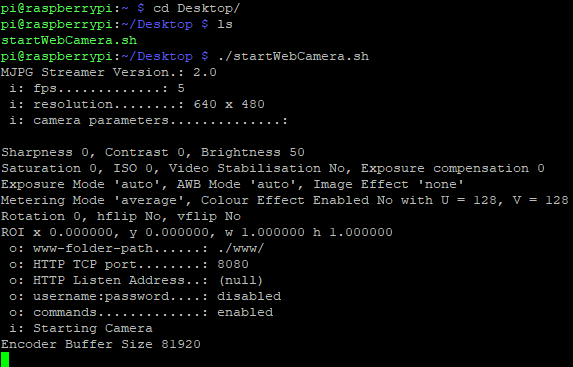 pi@raspberrypi:~ $ cd Desktop/
pi@raspberrypi:~/Desktop $ ls
startWebCamera.sh
pi@raspberrypi:~/Desktop $ ./startWebCamera.sh
MJPG Streamer Version.: 2.0
 i: fps.............: 5
 i: resolution........: 640 x 480
 i: camera parameters..............:

Sharpness 0, Contrast 0, Brightness 50
Saturation 0, ISO 0, Video Stabilisation No, Exposure compensation 0
Exposure Mode 'auto', AWB Mode 'auto', Image Effect 'none'
Metering Mode 'average', Colour Effect Enabled No with U = 128, V = 128
Rotation 0, hflip No, vflip No
ROI x 0.000000, y 0.000000, w 1.000000 h 1.000000
 o: www-folder-path......: ./www/
 o: HTTP TCP port........: 8080
 o: HTTP Listen Address..: (null)
 o: username:password....: disabled
 o: commands.............: enabled
 i: Starting Camera
Encoder Buffer Size 81920